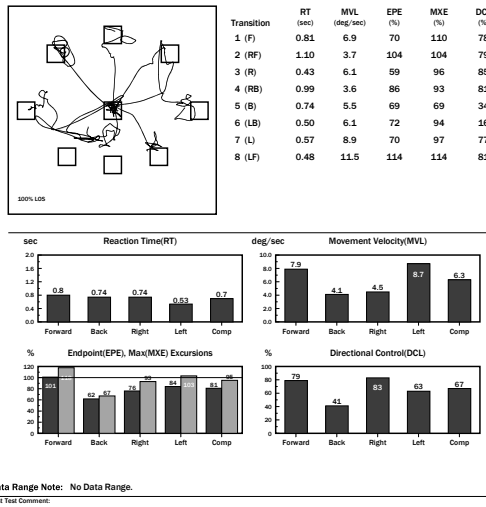 RT MVL EPE MXE
Transition (sec) (deg/sec) (%) (%)
1 (F) 0.81 6.9 70 110
2 (RF) 1.10 3.7 104 104
3 (R) 0.43 6.1 59 96
4 (RB) 0.99 3.6 86 93
5 (B) 0.74 5.5 69 69 34
6 (LB) 0.50 6.1 72 94
7 (L) 0.57 8.9 70 97
8 (LF) 0.48 11.5 114 114
100% LOS
sec Reaction Time(RT)
2.0
1.6
1.2
0.8
0.4
0.0
0.8 0.74 0.74 0.53 0.7
Forward Back Right Left Comp
deg/sec Movement Velocity(MVL)
10.0
8.0
6.0
4.0
2.0
0.0
7.9 4.1 4.5 8.7 6.3
Forward Back Right Left Comp
% Endpoint(EPE), Max(MXE) Excursions
120
100
80
60
40
20
0
101 62 67 76 93 84 103 81
Forward Back Right Left Comp
% Directional Control(DCL)
100
80
60
40
20
0
79 41 83 63 67
Forward Back Right Left Comp
Range Note: No Data Range.
Test Comment: